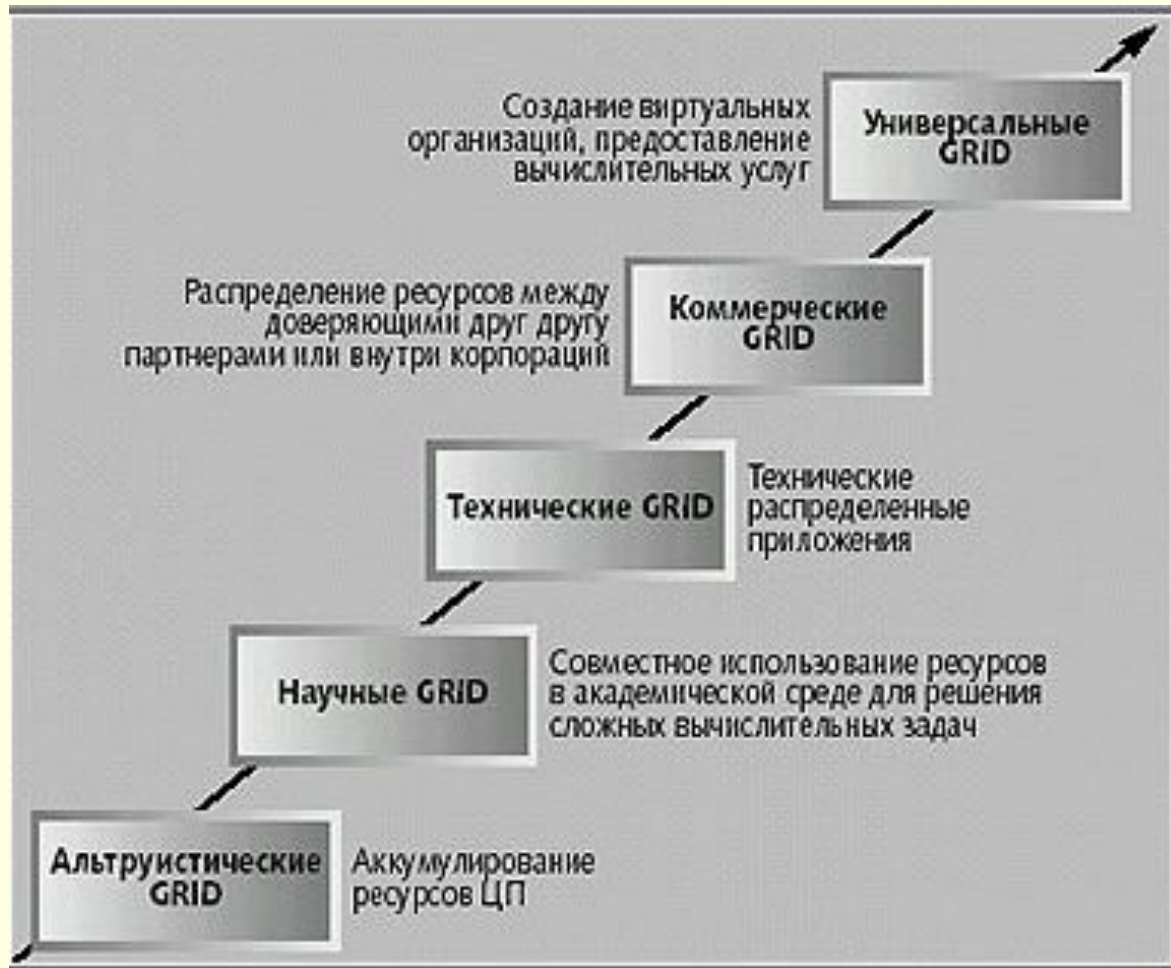 Создание виртуальных
организаций, предоставление
вычислительных услуг
Универсальные
GRID
Распределение ресурсов между
доверяющими друг другу
партнерами или внутри корпораций
Коммерческие
GRID
Технические GRID
Технические
распределенные
приложения
Научные GRID
Совместное использование ресурсов
в академической среде для решения
сложных вычислительных задач
Альтруистические
GRID
Аккумулирование
ресурсов ЦП